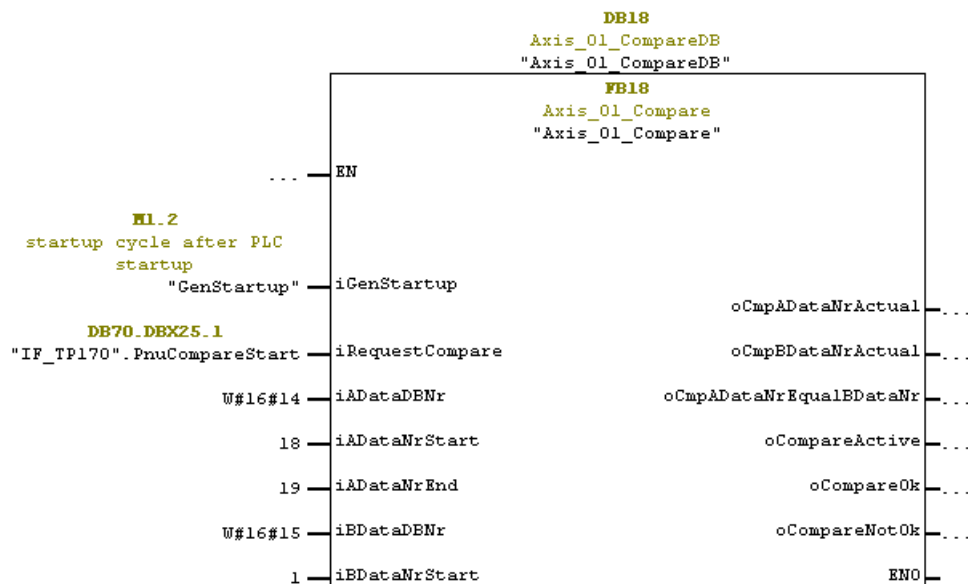 DB18
Axis_01_CompareDB
"Axis_01_CompareDB"
FB18
Axis_01_Compare
"Axis_01_Compare"
... EN
M1.2
startup cycle after PLC
startup
"GenStartup" iGenStartup
oCmpADataNrActual ...
DB70.DBX25.1
"IF_TP170".PnuCompareStart iRequestCompare oCmpBDataNrActual ...
W#16#14 iADataDBNr oCmpADataNrEqualBDataNr ...
18 iADataNrStart oCompareActive ...
19 iADataNrEnd oCompareOk ...
W#16#15 iBDataDBNr oCompareNotOk ...
1 iBDataNrStart ENO